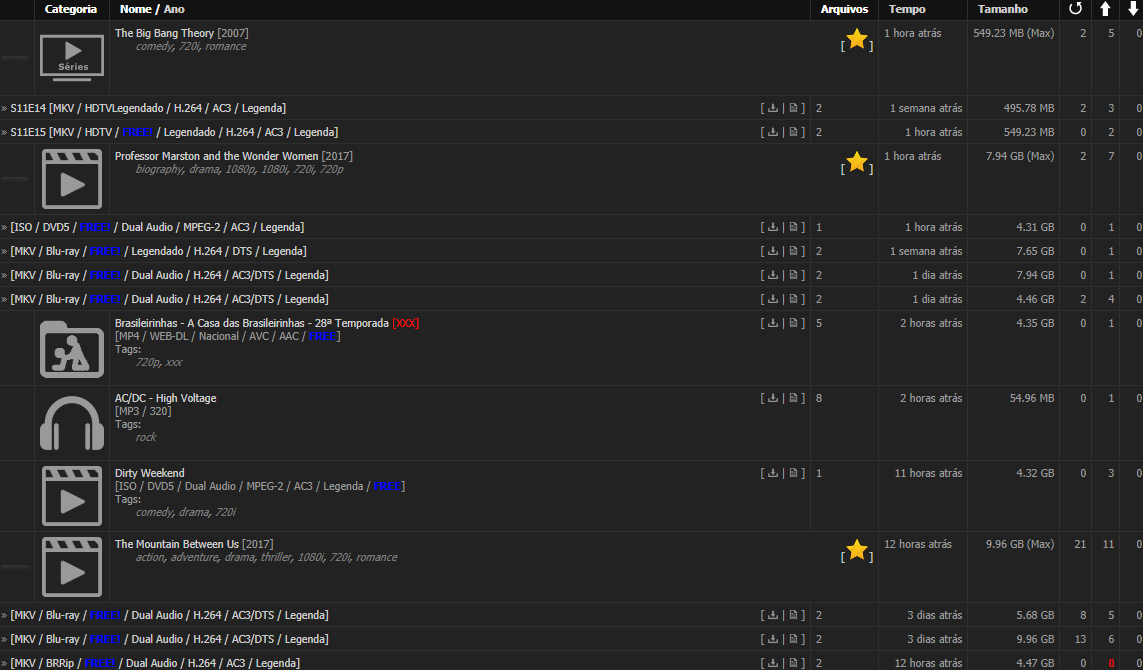 Categoria Nome / Ano Arquivos Tempo Tamanho
The Big Bang Theory [2007] [ ] 1 hora atrás 549.23 MB (Max) 2 5 0
Séries comedy, 720i, romance
» S11E14 [MKV / HDTVLegendado / H.264 / AC3 / Legenda] [ | ] 2 1 semana atrás 495.78 MB 2 3 0
» S11E15 [MKV / HDTV / FREE! / Legendado / H.264 / AC3 / Legenda] [ | ] 2 1 hora atrás 549.23 MB 0 2 0
Professor Marston and the Wonder Women [2017] [ ] 1 hora atrás 7.94 GB (Max) 2 7 0
biography, drama, 1080p, 1080i, 720i, 720p
» [ISO / DVD5 / FREE! / Dual Audio / MPEG-2 / AC3 / Legenda] [ | ] 1 1 hora atrás 4.31 GB 0 1 0
» [MKV / Blu-ray / FREE! / Legendado / H.264 / DTS / Legenda] [ | ] 2 1 semana atrás 7.65 GB 0 1 0
» [MKV / Blu-ray / FREE! / Dual Audio / H.264 / AC3/DTS / Legenda] [ | ] 2 1 dia atrás 7.94 GB 0 1 0
» [MKV / Blu-ray / FREE! / Dual Audio / H.264 / AC3/DTS / Legenda] [ | ] 2 1 dia atrás 4.46 GB 2 4 0
Brasileirinhas - A Casa das Brasileirinhas - 28ª Temporada [XXX] [ | ] 5 2 horas atrás 4.35 GB 0 1 0
[MP4 / WEB-DL / Nacional / AVC / AAC / FREE!]
Tags:
720p, xxx
AC/DC - High Voltage [ | ] 8 2 horas atrás 54.96 MB 0 1 0
[MP3 / 320]
Tags:
rock
Dirty Weekend [ | ] 1 11 horas atrás 4.32 GB 0 3 0
[ISO / DVD5 / Dual Audio / MPEG-2 / AC3 / Legenda / FREE!]
Tags:
comedy, drama, 720i
The Mountain Between Us [2017] [ ] 12 horas atrás 9.96 GB (Max) 21 11 0
action, adventure, drama, thriller, 1080i, 720i, romance
» [MKV / Blu-ray / FREE! / Dual Audio / H.264 / AC3/DTS / Legenda] [ | ] 2 3 dias atrás 5.68 GB 8 5 0
» [MKV / Blu-ray / FREE! / Dual Audio / H.264 / AC3/DTS / Legenda] [ | ] 2 3 dias atrás 9.96 GB 13 6 0
» [MKV / BRRip / FREE! / Dual Audio / H.264 / AC3 / Legenda] [ | ] 2 12 horas atrás 4.47 GB 0 0 0